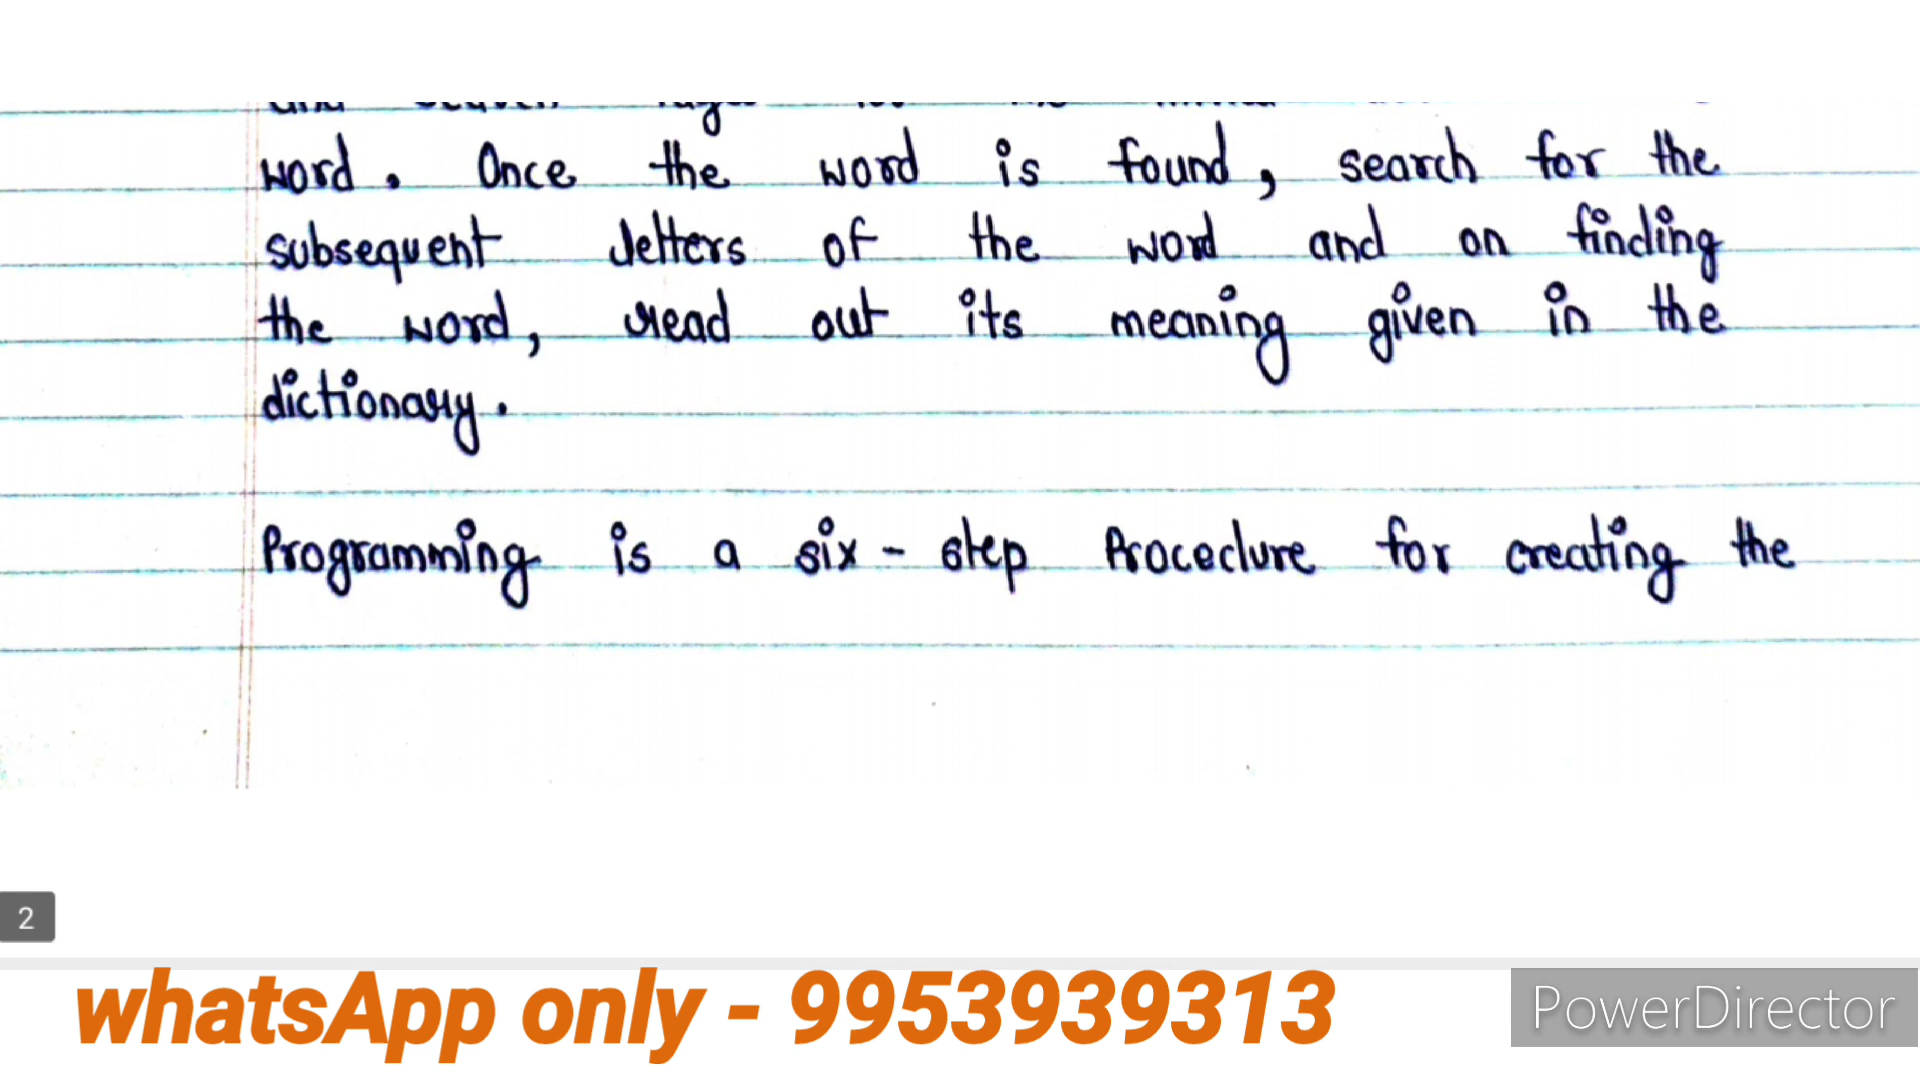 word. Once the word is found, search for the
subsequent letters of the word and on finding
the word, read out its meaning given in the
dictionary.
Programming is a six-step Procedure for creating the
2
whatsApp only - 9953939313
PowerDirector